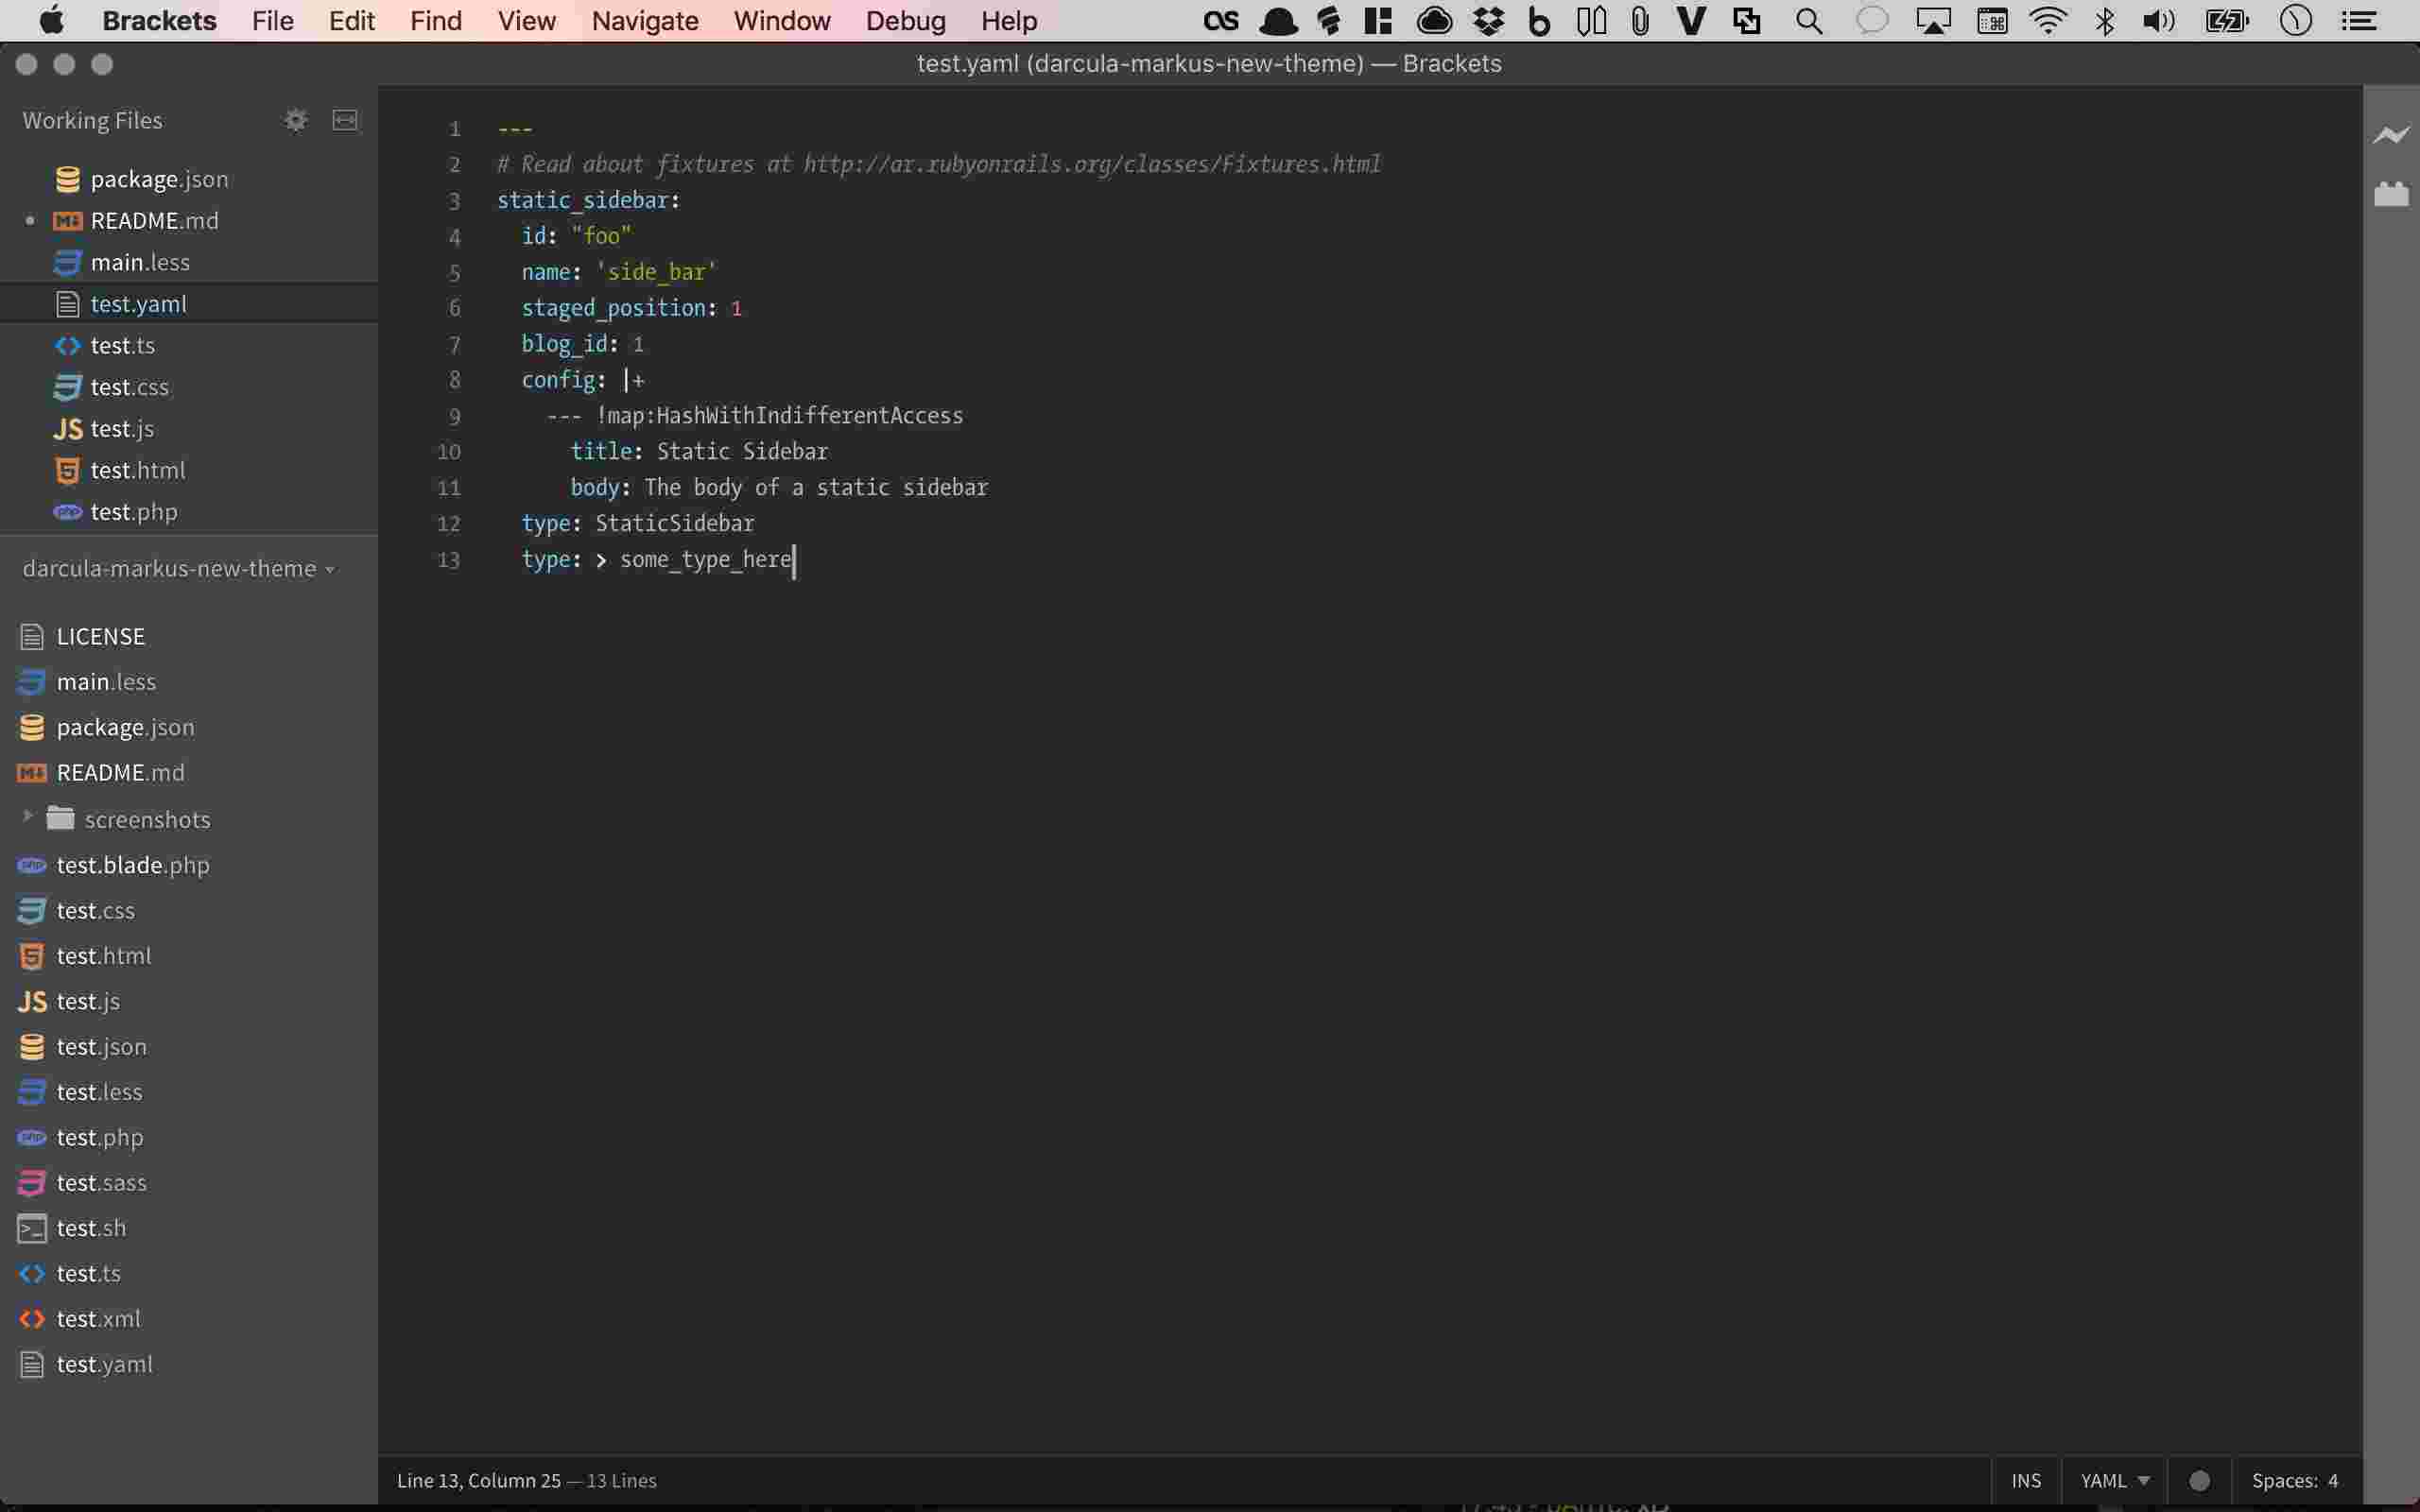 Brackets File Edit Find View Navigate Window Debug Help
test.yaml (darcula-markus-new-theme) — Brackets
Working Files
package.json
README.md
main.less
test.yaml
test.ts
test.css
JS test.js
test.html
php test.php
darcula-markus-new-theme
LICENSE
main.less
package.json
README.md
screenshots
php test.blade.php
test.css
test.html
JS test.js
test.json
test.less
php test.php
test.sass
test.sh
test.ts
test.xml
test.yaml
1 ---
2 # Read about fixtures at http://ar.rubyonrails.org/classes/Fixtures.html
3 static_sidebar:
4 id: "foo"
5 name: 'side_bar'
6 staged_position: 1
7 blog_id: 1
8 config: |+
9 --- !map:HashWithIndifferentAccess
10 title: Static Sidebar
11 body: The body of a static sidebar
12 type: StaticSidebar
13 type: > some_type_here
Line 13, Column 25 — 13 Lines
INS YAML Spaces: 4